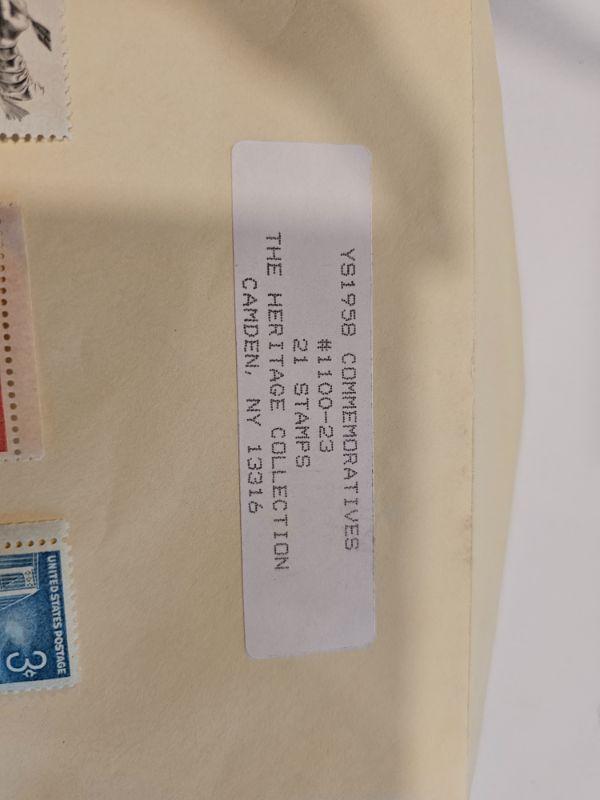 YS1958 COMMEMORATIVES
#1100-23
21 STAMPS
THE HERITAGE COLLECTION
CAMDEN, NY 13316
UNITED STATES POSTAGE
3¢